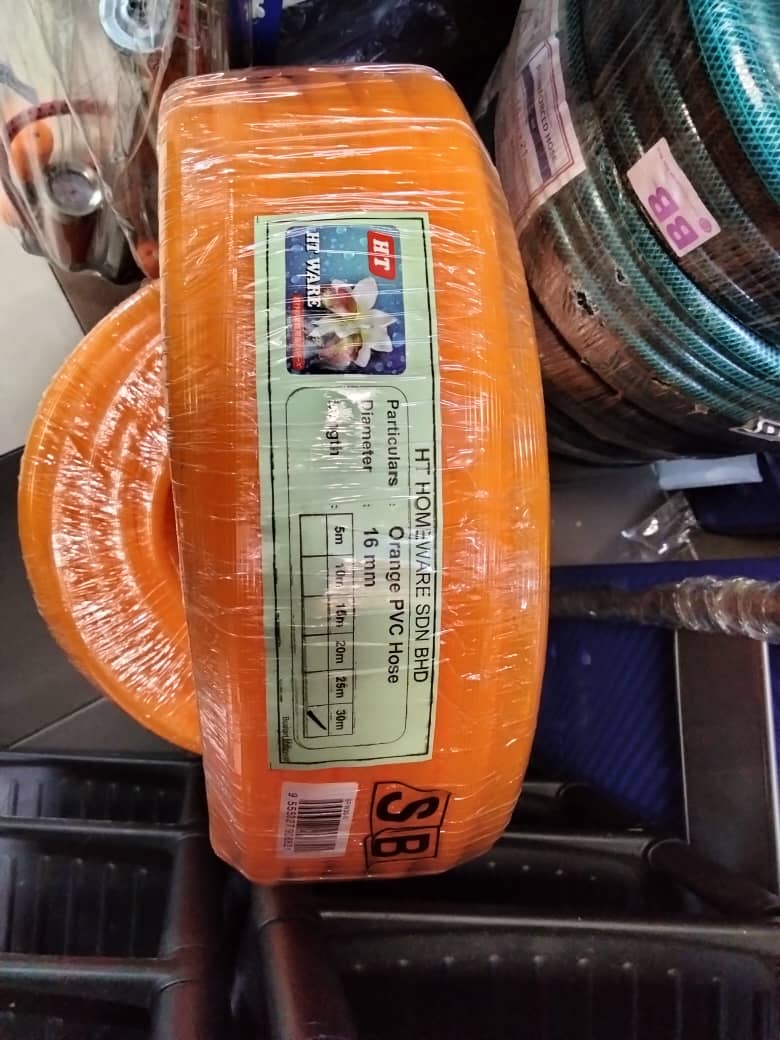 HT HOMEWARE SDN BHD
HT
HT WARE
Particulars : Orange PVC Hose
Diameter : 16 mm
:
5m 10m 15m 20m 25m 30m
SB
BB
HOSE